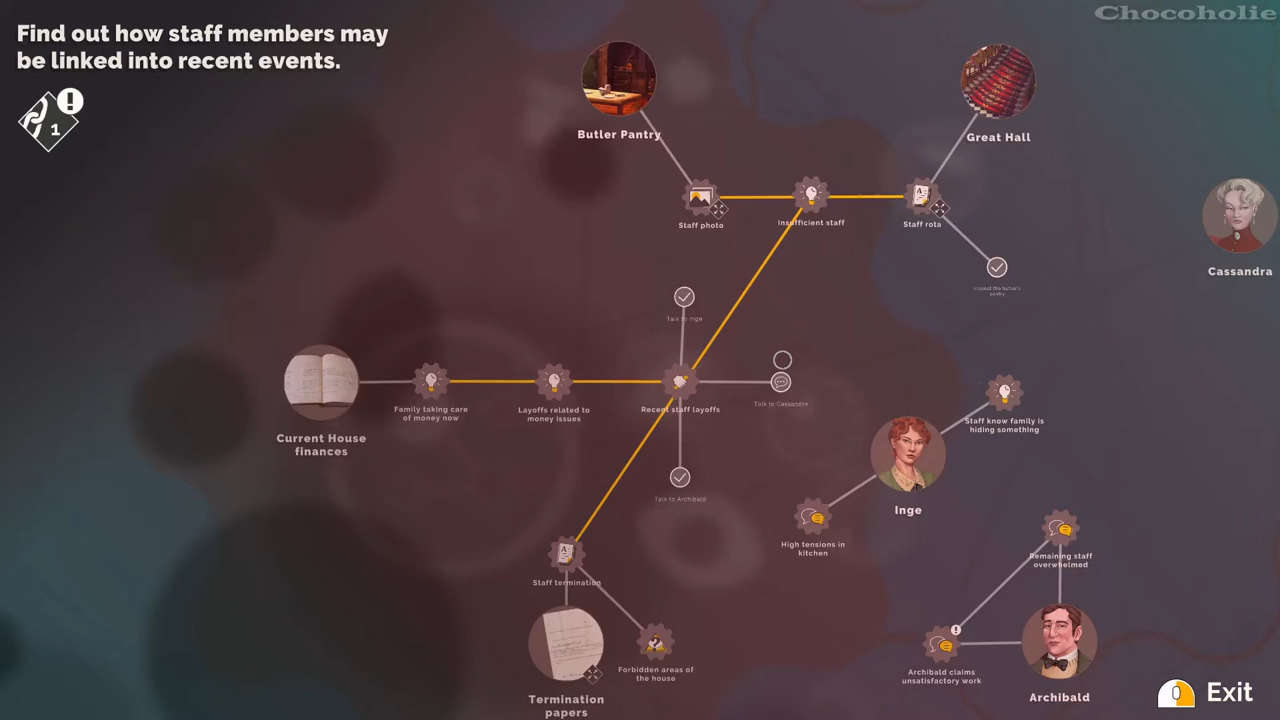 Chocoholie
Find out how staff members may
be linked into recent events.
1
Butler Pantry
Great Hall
Staff photo
Insufficient staff
Staff rota
Cassandra
Inspect the butler's
pantry
Talk to Inge
Family taking care
of money now
Layoffs related to
money issues
Recent staff layoffs
Talk to Cassandra
Current House
finances
Staff know family is
hiding something
Talk to Archibald
Inge
High tensions in
kitchen
Remaining staff
overwhelmed
Staff termination
Forbidden areas of
the house
Archibald claims
unsatisfactory work
Termination
papers
Archibald
Exit